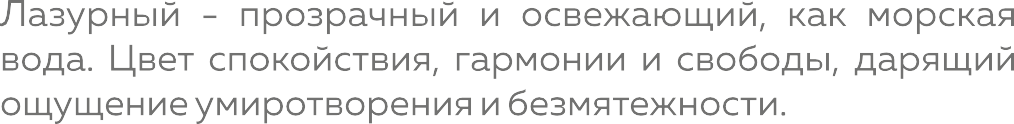 Лазурный - прозрачный и освежающий, как морская
вода. Цвет спокойствия, гармонии и свободы, дарящий
ощущение умиротворения и безмятежности.